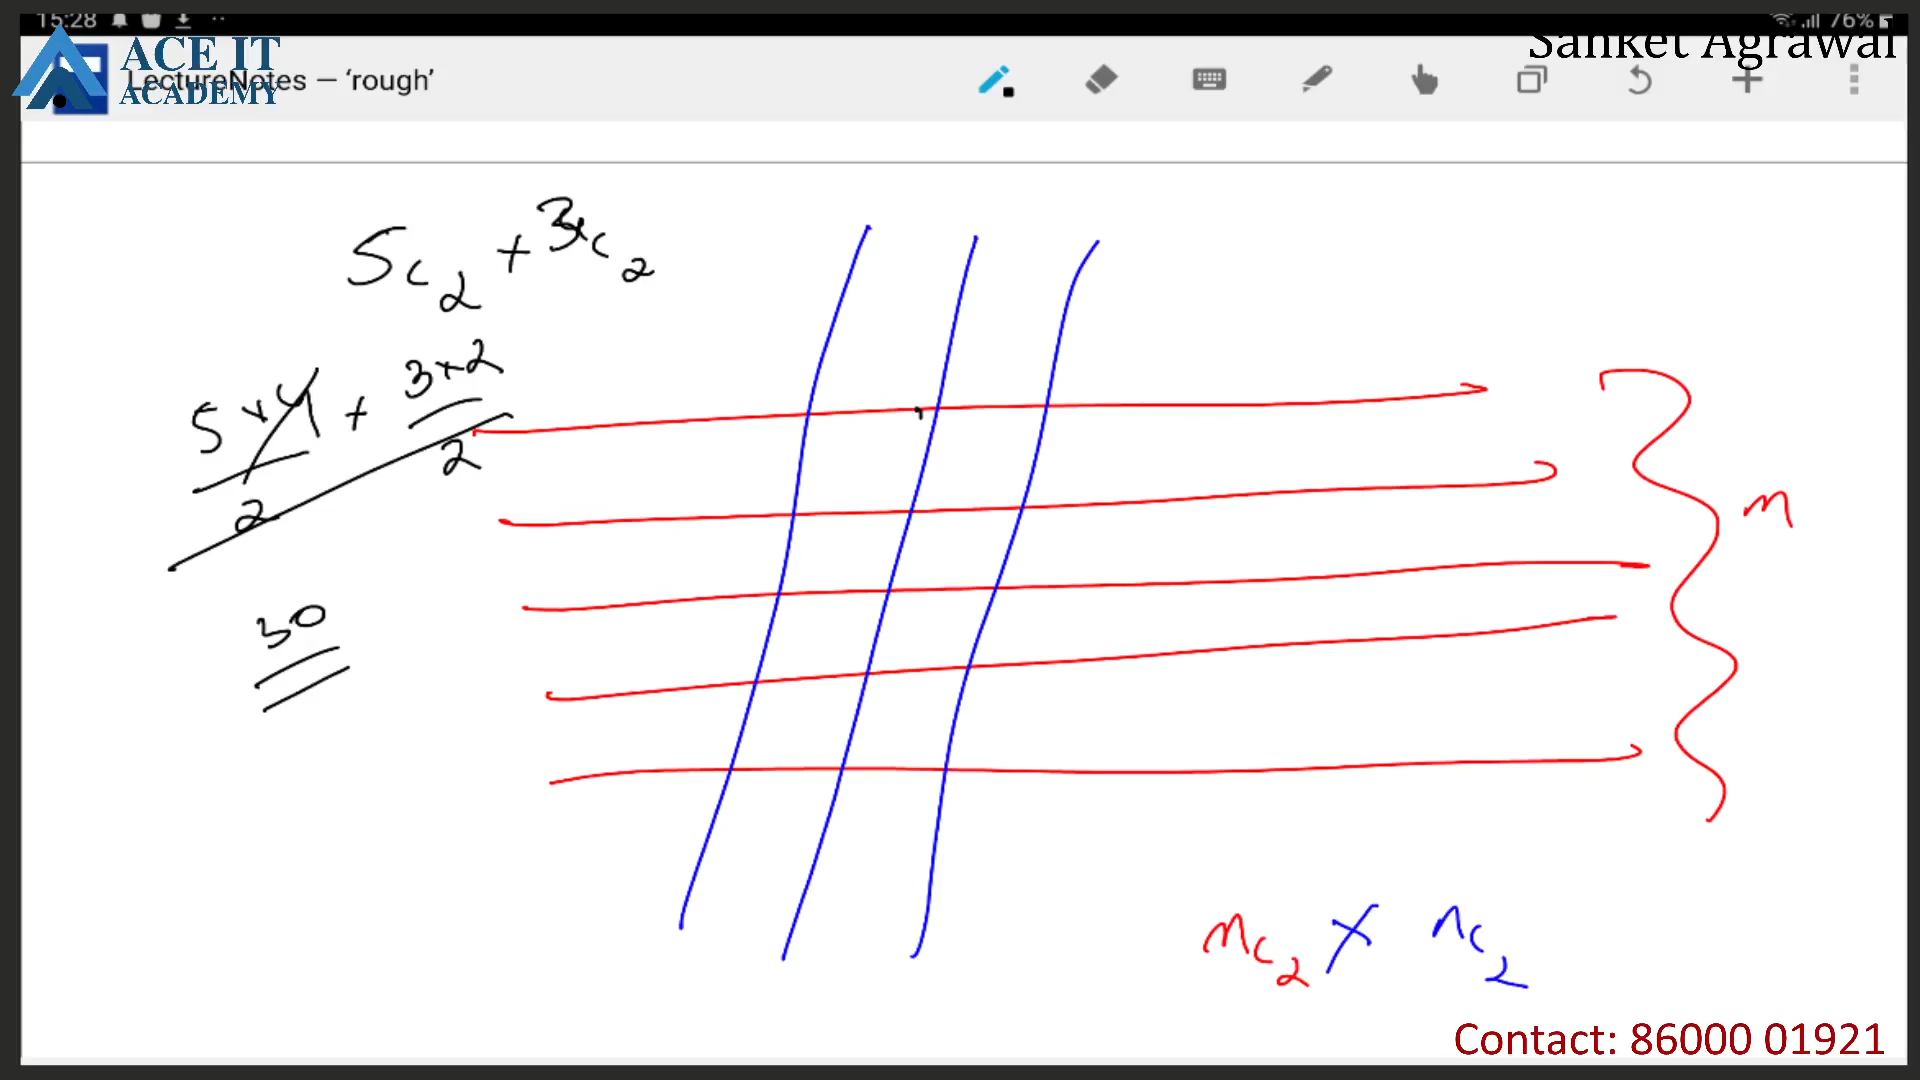 15:28 76%
ACE IT
ACADEMY
Sanket Agrawal
LectureNotes – ‘rough’
5c2 + 3c2
5×4/2 + 3×2/2
30
m
mc2 × nc2
Contact: 86000 01921